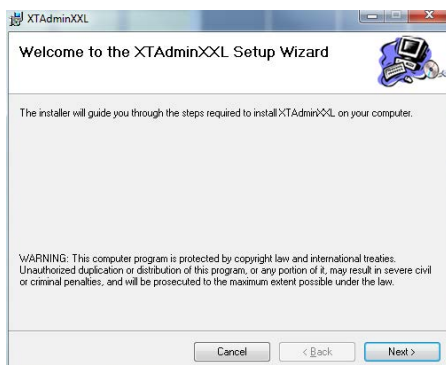 XTAdminXXL
Welcome to the XTAdminXXL Setup Wizard
The installer will guide you through the steps required to install XTAdminXXL on your computer.
WARNING: This computer program is protected by copyright law and international treaties.
Unauthorized duplication or distribution of this program, or any portion of it, may result in severe civil
or criminal penalties, and will be prosecuted to the maximum extent possible under the law.
Cancel
< Back
Next >